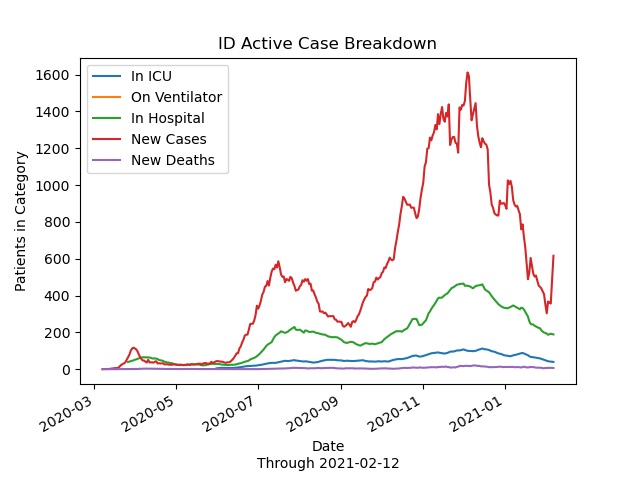 ID Active Case Breakdown
In ICU
On Ventilator
In Hospital
New Cases
New Deaths
Patients in Category
1600
1400
1200
1000
800
600
400
200
0
2020-03
2020-05
2020-07
2020-09
2020-11
2021-01
Date
Through 2021-02-12